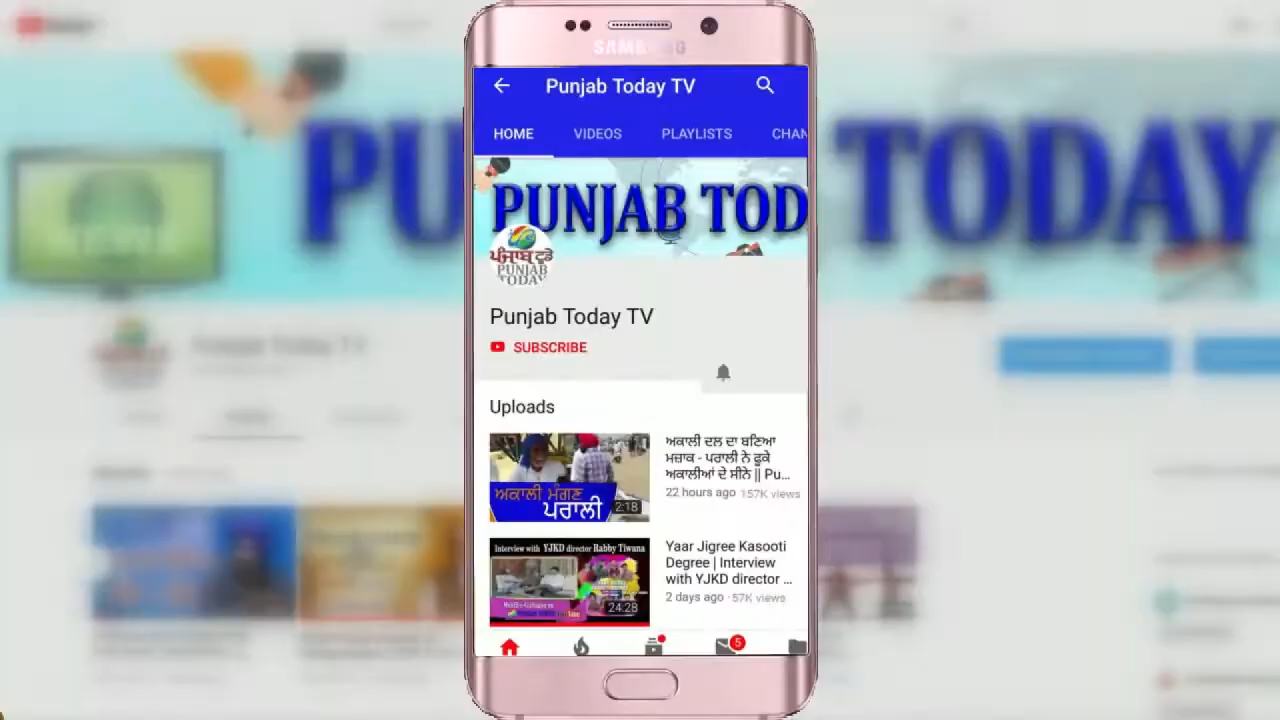 SAMSUNG
Punjab Today TV
HOME VIDEOS PLAYLISTS CHAN
PUNJAB TOD
ਪੰਜਾਬ ਟੂਡੇ
PUNJAB
TODAY
Punjab Today TV
SUBSCRIBE
Uploads
ਅਕਾਲੀ ਮੰਗਣ
ਪਰਾਲੀ
2:18
ਅਕਾਲੀ ਦਲ ਦਾ ਬਣਿਆ
ਮਜ਼ਾਕ - ਪਰਾਲੀ ਨੇ ਫੂਕੇ
ਅਕਾਲੀਆਂ ਦੇ ਸੀਨੇ || Pu...
22 hours ago 157K views
Interview with YJKD director Rabby Tiwana
24:28
Yaar Jigree Kasooti
Degree | Interview
with YJKD director ...
2 days ago · 57K views
5
PU
TODAY
Punjab Today TV